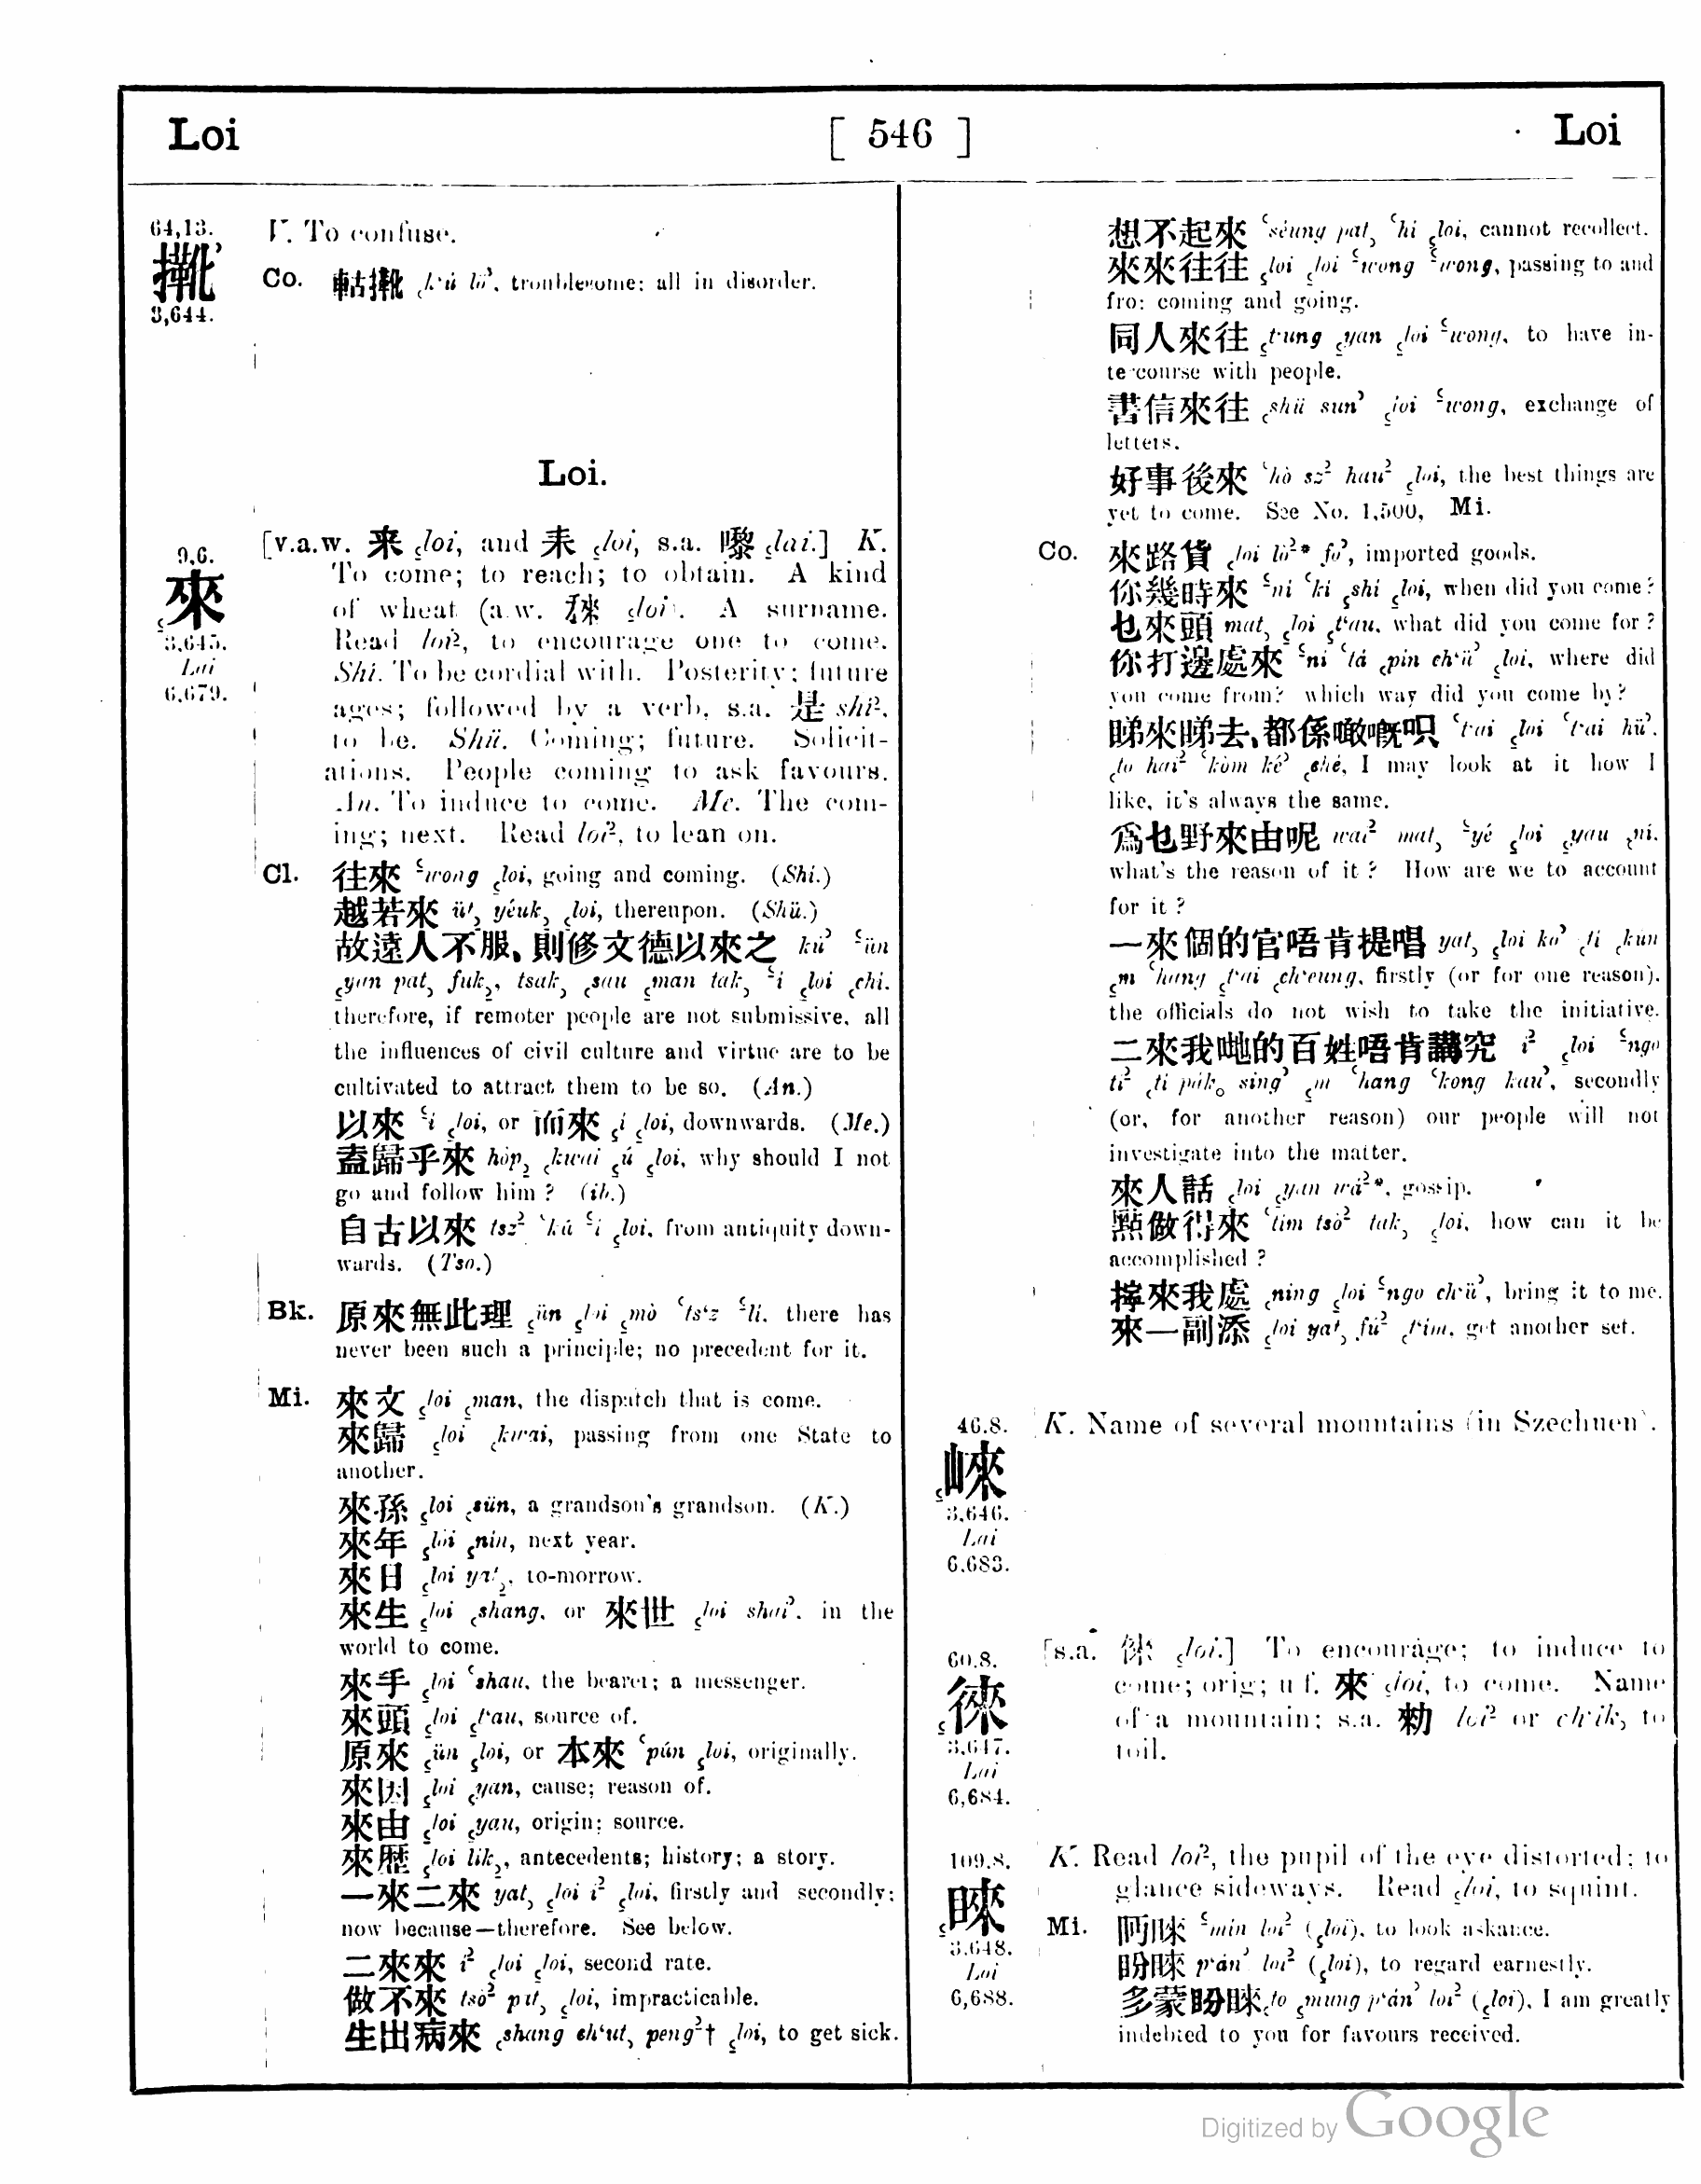 Loi
[ 546 ]
Loi
64,13.
3,644.
V. To confuse.
Co. , troublesome; all in disorder.
Loi.
9,6.
來
3,645.
Lai
6,679.
[v.a.w. 来 ꜁loi, and 耒 ꜁loi, s.a. 嚟 ꜁lai.] K.
To come; to reach; to obtain. A kind
of wheat (a.w. 秾 ꜁loi). A surname.
Read loi², to encourage one to come.
Shi. To be cordial with. Posterity; future
ages; followed by a verb, s.a. 是 shi²,
to be. Shü. Coming; future. Solicit-
ations. People coming to ask favours.
An. To induce to come. Me. The com-
ing; next. Read loi², to lean on.
Cl. 往來 ꜃wong ꜁loi, going and coming. (Shi.)
越若來 üt꜇ yéuk꜇ ꜁loi, thereupon. (Shü.)
故遠人不服、則修文德以來之 kú꜄ ꜃ün
꜁yan pat꜆ fuk꜇, tsak꜆ ꜀sau ꜁man tak꜆ ꜃i ꜁loi ꜀chi.
therefore, if remoter people are not submissive, all
the influences of civil culture and virtue are to be
cultivated to attract them to be so. (An.)
以來 ꜃i ꜁loi, or 而來 ꜁i ꜁loi, downwards. (Me.)
盍歸乎來 hòp꜇ ꜀kwai ꜁ú ꜁loi, why should I not
go and follow him? (ib.)
自古以來 tsz² ꜂kú ꜃i ꜁loi, from antiquity down-
wards. (Tso.)
Bk. 原來無此理 ꜁ün ꜁loi ꜁mò ꜂ts‘z ꜃li, there has
never been such a principle; no precedent for it.
Mi. 來文 ꜁loi ꜁man, the dispatch that is come.
來歸 ꜁loi ꜀kwai, passing from one State to
another.
來孫 ꜁loi ꜀sün, a grandson's grandson. (K.)
來年 ꜁loi ꜁nin, next year.
來日 ꜁loi yat꜇, to-morrow.
來生 ꜁loi ꜀shang, or 來世 ꜁loi shai꜄, in the
world to come.
來手 ꜁loi ꜂shau, the bearer; a messenger.
來頭 ꜁loi ꜁t‘au, source of.
原來 ꜁ün ꜁loi, or 本來 ꜂pún ꜁loi, originally.
來因 ꜁loi ꜀yan, cause; reason of.
來由 ꜁loi ꜁yau, origin; source.
來歷 ꜁loi lik꜇, antecedents; history; a story.
一來二來 yat꜆ ꜁loi i² ꜁loi, firstly and secondly;
now because—therefore. See below.
二來來 i² ꜁loi ꜁loi, second rate.
做不來 tsò² pat꜆ ꜁loi, impracticable.
生出病來 ꜀shang ch‘ut꜆ peng²† ꜁loi, to get sick.
想不起來 ꜂séung pat꜆ ꜂hi ꜁loi, cannot recollect.
來來往往 ꜁loi ꜁loi ꜃wong ꜃wong, passing to and
fro: coming and going.
同人來往 ꜁t‘ung ꜁yan ꜁loi ꜃wong, to have in-
tercourse with people.
書信來往 ꜀shü sun꜄ ꜁loi ꜃wong, exchange of
letters.
好事後來 ꜂hò sz² hau² ꜁loi, the best things are
yet to come. See No. 1,500, Mi.
Co. 來路貨 ꜁loi lò²* fo꜄, imported goods.
你幾時來 ꜃ni ꜂ki ꜁shi ꜁loi, when did you come?
乜來頭 mat꜆ ꜁loi ꜁t‘au, what did you come for?
你打邊處來 ꜃ni ꜂tá ꜀pin ch‘ü꜄ ꜁loi, where did
you come from? which way did you come by?
睇來睇去、都係噉嘅呮 ꜂t‘ai ꜁loi ꜂t‘ai hü꜄,
꜀to hai² ꜂kòm ké꜄ ꜀ché, I may look at it how I
like, it's always the same.
爲乜野來由呢 wai² mat꜆ ꜃yé ꜁loi ꜁yau ꜀ni,
what's the reason of it? How are we to account
for it?
一來個的官唔肯提唱 yat꜆ ꜁loi ko꜄ ꜀ti ꜀kún
꜁m ꜂hang ꜁t‘ai ꜀ch‘eung, firstly (or for one reason),
the officials do not wish to take the initiative.
二來我哋的百姓唔肯講究 i² ꜁loi ꜃ngo
ti² ꜀ti pák。 sing꜄ ꜁m ꜂hang ꜂kong kau꜄, secondly
(or, for another reason) our people will not
investigate into the matter.
來人話 ꜁loi ꜁yan wá²*, gossip.
點做得來 ꜂tim tsò² tak꜆ ꜁loi, how can it be
accomplished?
擰來我處 ꜀ning ꜁loi ꜃ngo ch‘ü꜄, bring it to me.
來一副添 ꜁loi yat꜆ fú² ꜀t‘im, get another set.
46.8.
崍
3,646.
Lai
6,683.
K. Name of several mountains (in Szechuen).
60.8.
徠
3,647.
Lai
6,684.
[s.a. 倈 ꜁loi.] To encourage; to induce to
come; orig; u f. 來 ꜁loi, to come. Name
of a mountain; s.a. 勑 loi² or ch‘ik꜆ to
toil.
109.8.
睞
3,648.
Loi
6,688.
K. Read loi², the pupil of the eye distorted; to
glance sideways. Read ꜁loi, to squint.
Mi. 睞 ꜃min loi² (꜁loi), to look askance.
盼睞 p‘án꜄ loi² (꜁loi), to regard earnestly.
多蒙盼睞 ꜀to ꜁mung p‘án꜄ loi² (꜁loi), I am greatly
indebted to you for favours received.
Digitized by Google